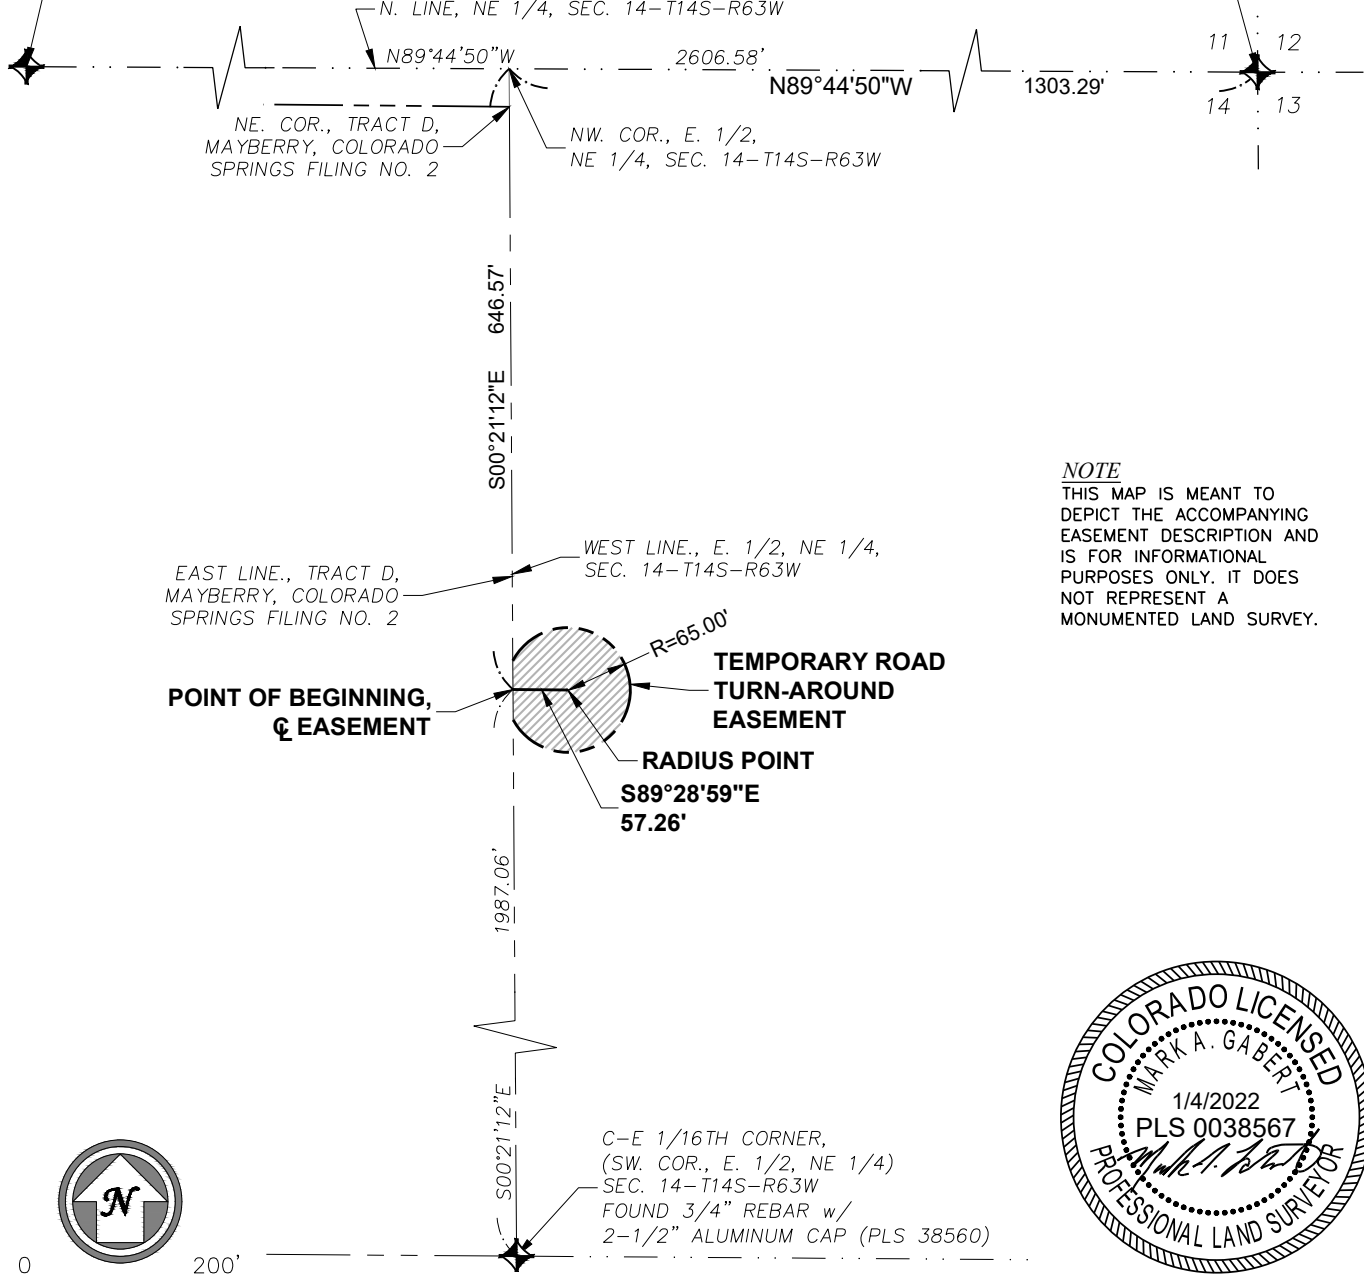 N. LINE, NE 1/4, SEC. 14-T14S-R63W
N89°44'50"W
2606.58'
N89°44'50"W
1303.29'
11
12
14
13
NE. COR., TRACT D,
MAYBERRY, COLORADO
SPRINGS FILING NO. 2
NW. COR., E. 1/2,
NE 1/4, SEC. 14-T14S-R63W
S00°21'12"E 646.57'
NOTE
THIS MAP IS MEANT TO
DEPICT THE ACCOMPANYING
EASEMENT DESCRIPTION AND
IS FOR INFORMATIONAL
PURPOSES ONLY. IT DOES
NOT REPRESENT A
MONUMENTED LAND SURVEY.
WEST LINE., E. 1/2, NE 1/4,
SEC. 14-T14S-R63W
EAST LINE., TRACT D,
MAYBERRY, COLORADO
SPRINGS FILING NO. 2
R=65.00'
TEMPORARY ROAD
TURN-AROUND
EASEMENT
POINT OF BEGINNING,
℄ EASEMENT
RADIUS POINT
S89°28'59"E
57.26'
1987.06'
S00°21'12"E
C-E 1/16TH CORNER,
(SW. COR., E. 1/2, NE 1/4)
SEC. 14-T14S-R63W
FOUND 3/4" REBAR w/
2-1/2" ALUMINUM CAP (PLS 38560)
COLORADO LICENSED
MARK A. GABERT
1/4/2022
PLS 0038567
PROFESSIONAL LAND SURVEYOR
N
0
200'